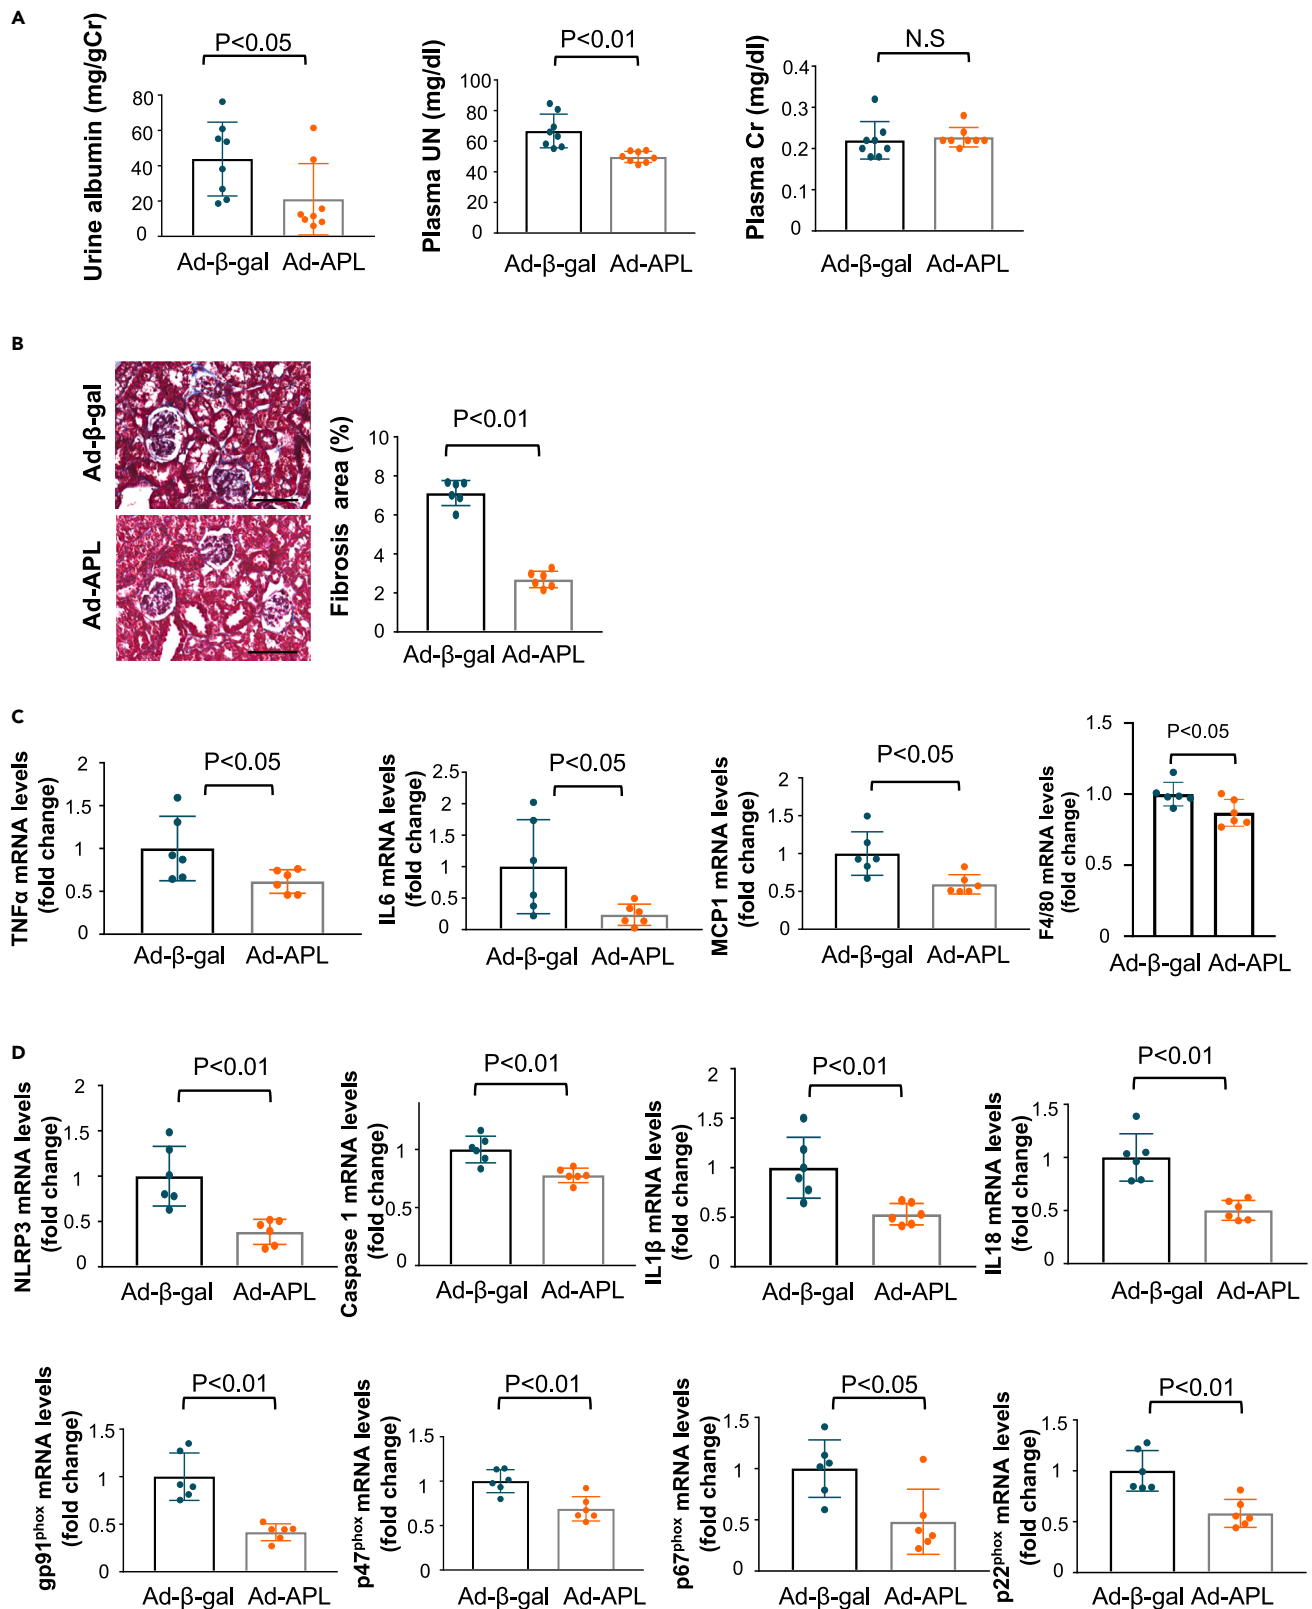 A
Urine albumin (mg/gCr)
P<0.05
80
60
40
20
0
Ad-β-gal Ad-APL
Plasma UN (mg/dl)
P<0.01
100
80
60
40
20
0
Ad-β-gal Ad-APL
Plasma Cr (mg/dl)
N.S
0.4
0.3
0.2
0.1
0
Ad-β-gal Ad-APL
B
Ad-β-gal
Ad-APL
Fibrosis area (%)
P<0.01
10
8
6
4
2
0
Ad-β-gal Ad-APL
C
TNFα mRNA levels
(fold change)
P<0.05
2
1.5
1
0.5
0
Ad-β-gal Ad-APL
IL6 mRNA levels
(fold change)
P<0.05
2.5
2
1.5
1
0.5
0
Ad-β-gal Ad-APL
MCP1 mRNA levels
(fold change)
P<0.05
2
1.5
1
0.5
0
Ad-β-gal Ad-APL
F4/80 mRNA levels
(fold change)
P<0.05
1.5
1.0
0.5
0
Ad-β-gal Ad-APL
D
NLRP3 mRNA levels
(fold change)
P<0.01
2
1.5
1
0.5
0
Ad-β-gal Ad-APL
Caspase 1 mRNA levels
(fold change)
P<0.01
1.5
1
0.5
0
Ad-β-gal Ad-APL
IL1β mRNA levels
(fold change)
P<0.01
2
1.5
1
0.5
0
Ad-β-gal Ad-APL
IL18 mRNA levels
(fold change)
P<0.01
1.5
1
0.5
0
Ad-β-gal Ad-APL
gp91phox mRNA levels
(fold change)
P<0.01
1.5
1
0.5
0
Ad-β-gal Ad-APL
p47phox mRNA levels
(fold change)
P<0.01
1.5
1
0.5
0
Ad-β-gal Ad-APL
p67phox mRNA levels
(fold change)
P<0.05
1.5
1
0.5
0
Ad-β-gal Ad-APL
p22phox mRNA levels
(fold change)
P<0.01
1.5
1
0.5
0
Ad-β-gal Ad-APL